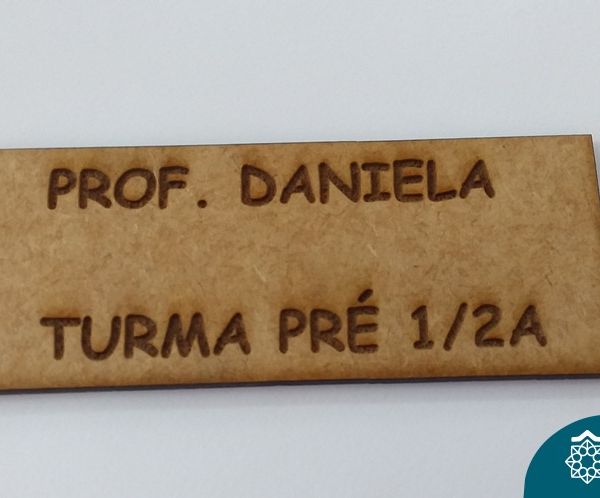 PROF. DANIELA
TURMA PRÉ 1/2A